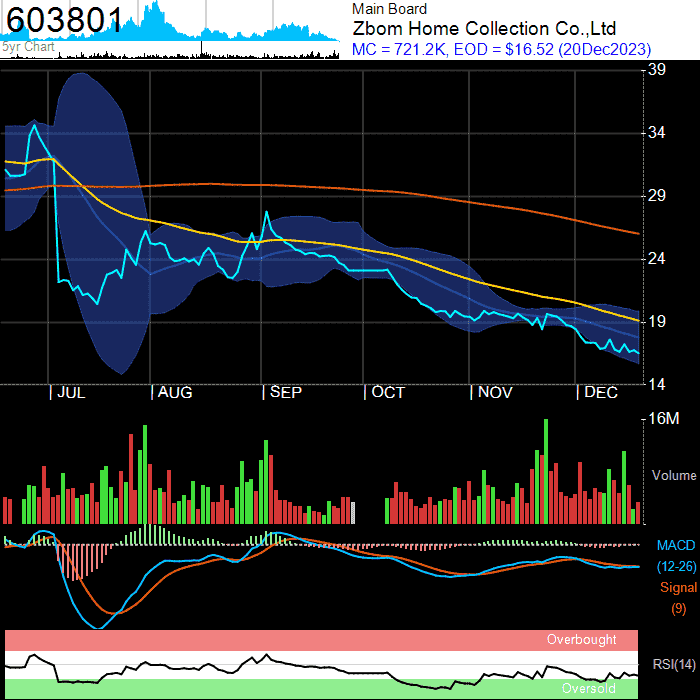 603801
5yr Chart
Main Board
Zbom Home Collection Co.,Ltd
MC = 721.2K, EOD = $16.52 (20Dec2023)
39
34
29
24
19
14
JUL
AUG
SEP
OCT
NOV
DEC
16M
Volume
MACD
(12-26)
Signal
(9)
Overbought
RSI(14)
Oversold